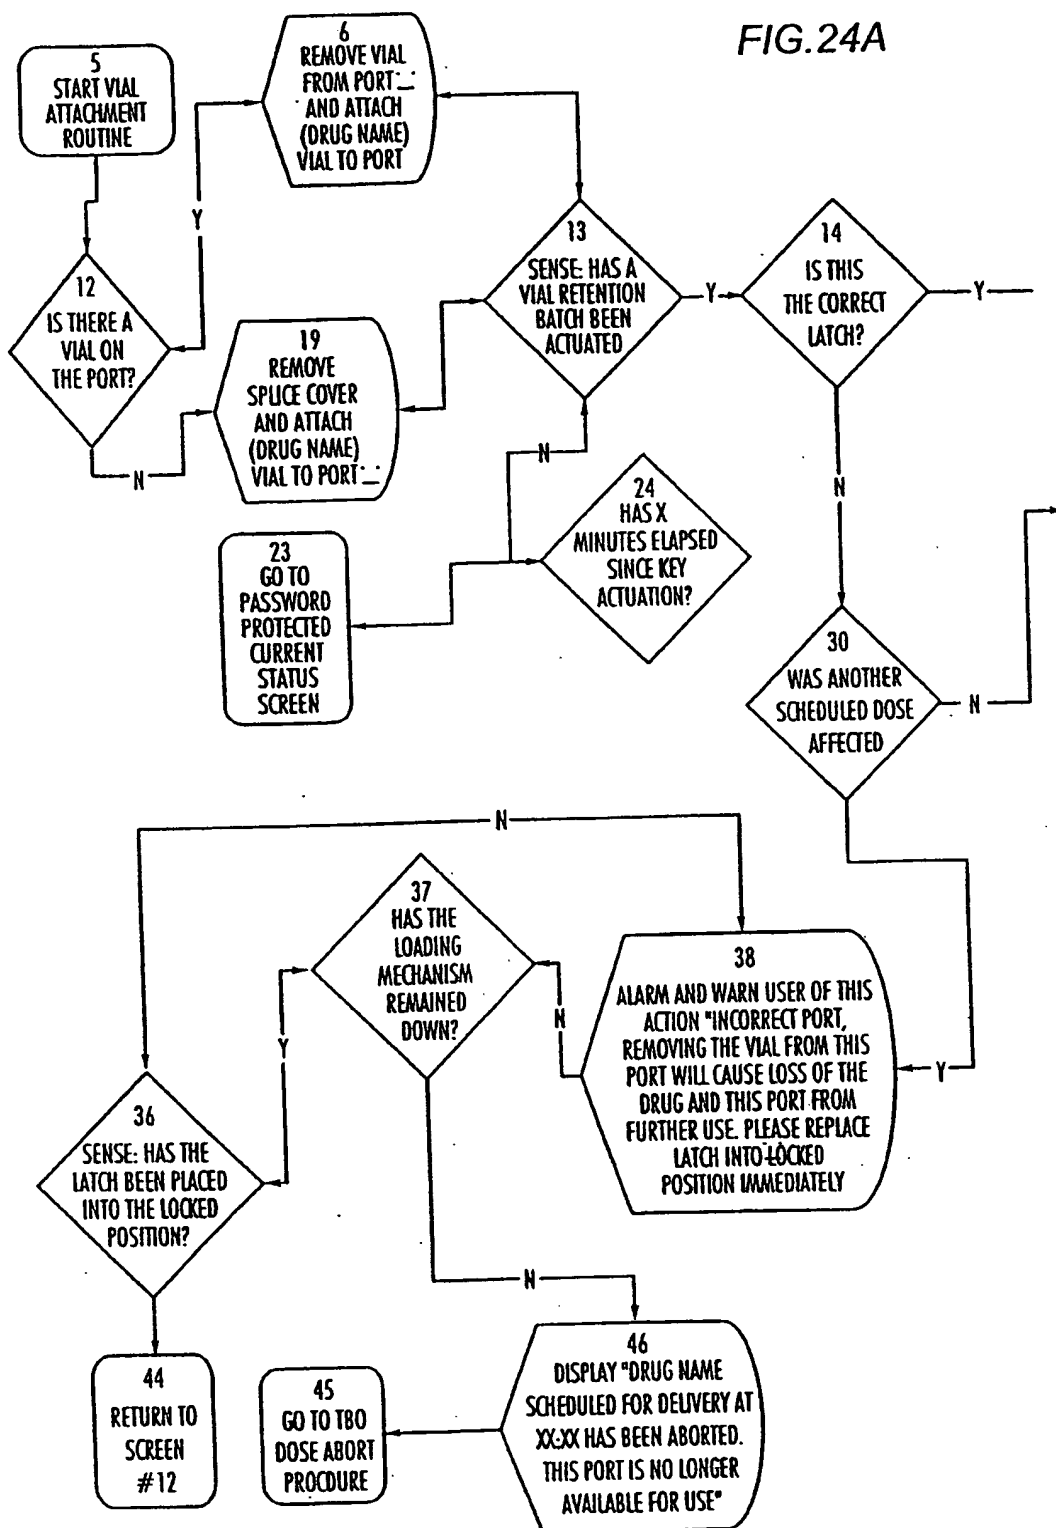 FIG.24A
5
START VIAL
ATTACHMENT
ROUTINE
6
REMOVE VIAL
FROM PORT:_:
AND ATTACH
(DRUG NAME)
VIAL TO PORT
Y
12
IS THERE A
VIAL ON
THE PORT?
N
19
REMOVE
SPLICE COVER
AND ATTACH
(DRUG NAME)
VIAL TO PORT:_:
13
SENSE: HAS A
VIAL RETENTION
BATCH BEEN
ACTUATED
Y
14
IS THIS
THE CORRECT
LATCH?
Y
N
N
24
HAS X
MINUTES ELAPSED
SINCE KEY
ACTUATION?
23
GO TO
PASSWORD
PROTECTED
CURRENT
STATUS
SCREEN
30
WAS ANOTHER
SCHEDULED DOSE
AFFECTED
N
Y
N
37
HAS THE
LOADING
MECHANISM
REMAINED
DOWN?
N
38
ALARM AND WARN USER OF THIS
ACTION "INCORRECT PORT,
REMOVING THE VIAL FROM THIS
PORT WILL CAUSE LOSS OF THE
DRUG AND THIS PORT FROM
FURTHER USE. PLEASE REPLACE
LATCH INTO LOCKED
POSITION IMMEDIATELY
Y
36
SENSE: HAS THE
LATCH BEEN PLACED
INTO THE LOCKED
POSITION?
N
44
RETURN TO
SCREEN
#12
45
GO TO TBO
DOSE ABORT
PROCDURE
46
DISPLAY "DRUG NAME
SCHEDULED FOR DELIVERY AT
XX:XX HAS BEEN ABORTED.
THIS PORT IS NO LONGER
AVAILABLE FOR USE"